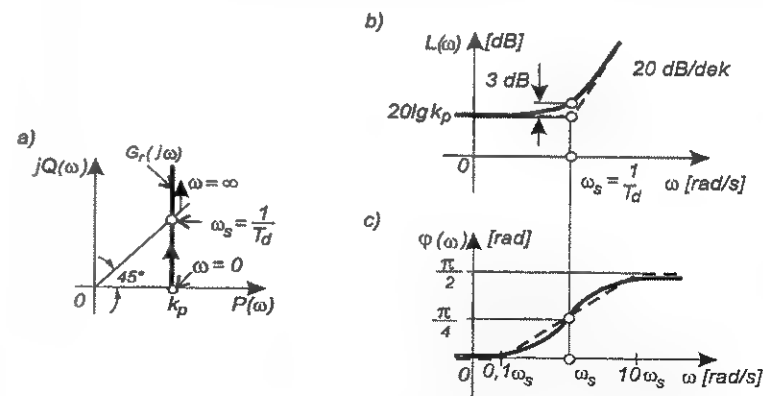 a)
jQ(ω)
G_r(jω)
ω = ∞
ω_s = 1/T_d
45°
ω = 0
0
k_p
P(ω)
b)
L(ω) [dB]
3 dB
20 dB/dek
20lg k_p
0
ω_s = 1/T_d
ω [rad/s]
c)
φ(ω) [rad]
π/2
π/4
0
0,1ω_s
ω_s
10ω_s
ω [rad/s]